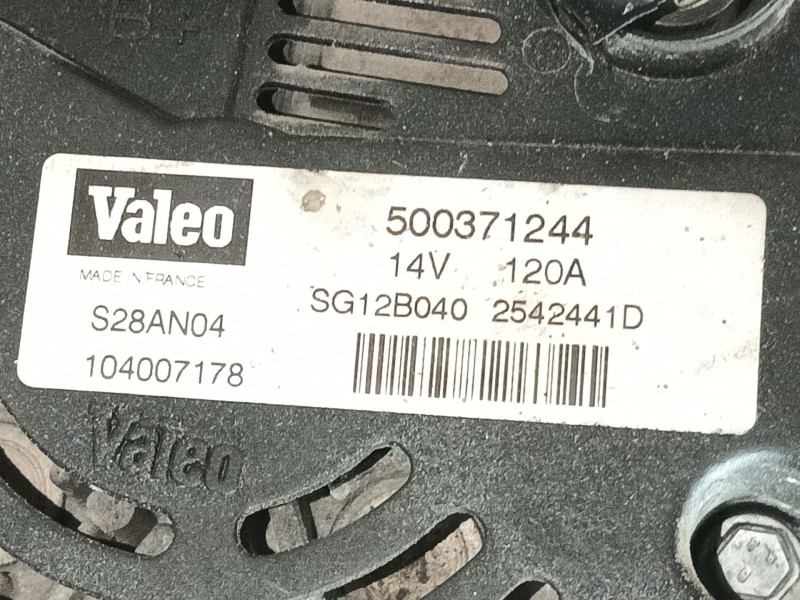 B+
Valeo
500371244
14V 120A
MADE IN FRANCE
SG12B040 2542441D
S28AN04
104007178
Valeo